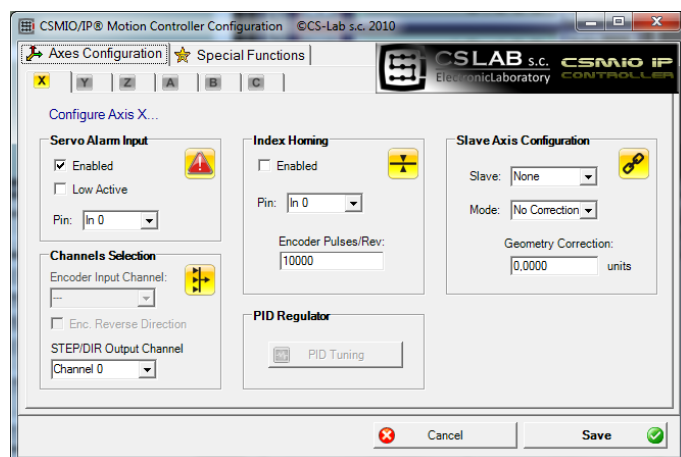 CSMIO/IP® Motion Controller Configuration ©CS-Lab s.c. 2010
Axes Configuration
Special Functions
CSLAB s.c.
ElectronicLaboratory
CSMIO IP
CONTROLLER
X Y Z A B C
Configure Axis X...
Servo Alarm Input
Enabled
Low Active
Pin: In 0
Channels Selection
Encoder Input Channel:
---
Enc. Reverse Direction
STEP/DIR Output Channel
Channel 0
Index Homing
Enabled
Pin: In 0
Encoder Pulses/Rev:
10000
PID Regulator
PID Tuning
Slave Axis Configuration
Slave: None
Mode: No Correction
Geometry Correction:
0,0000 units
Cancel
Save